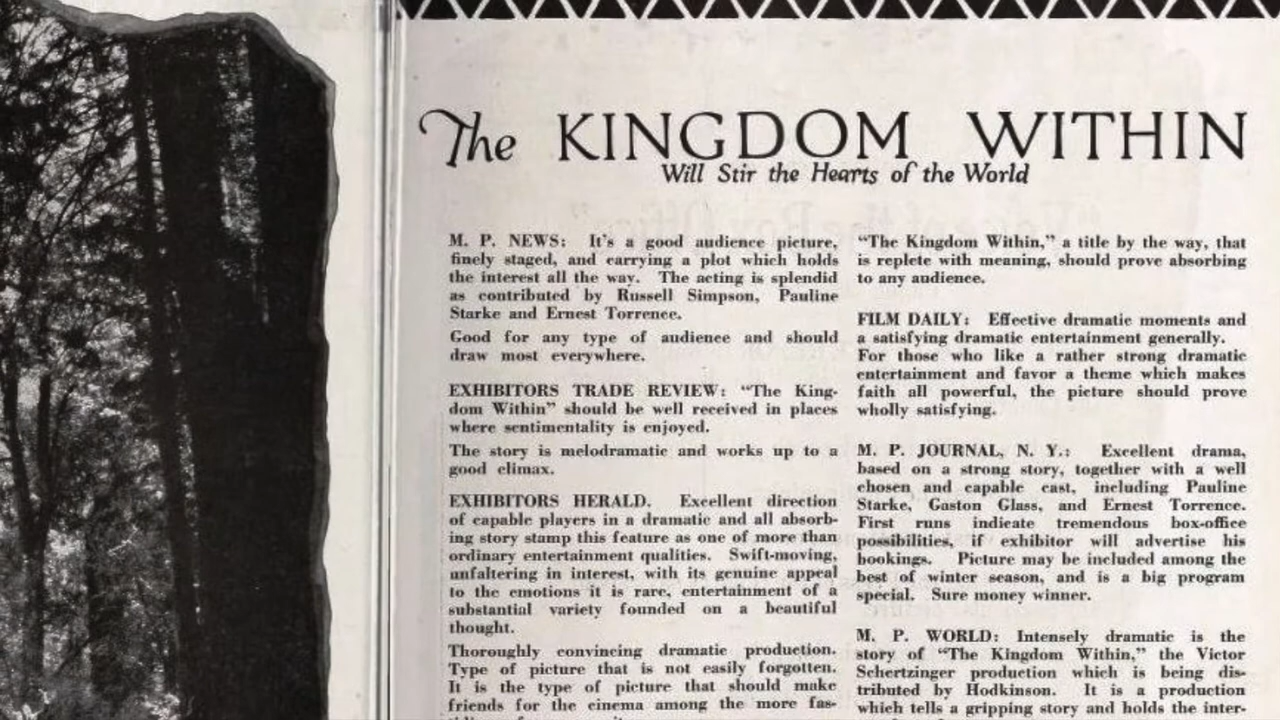 The KINGDOM WITHIN
Will Stir the Hearts of the World
M. P. NEWS: It's a good audience picture,
finely staged, and carrying a plot which holds
the interest all the way. The acting is splendid
as contributed by Russell Simpson, Pauline
Starke and Ernest Torrence.
Good for any type of audience and should
draw most everywhere.
EXHIBITORS TRADE REVIEW: "The King-
dom Within" should be well received in places
where sentimentality is enjoyed.
The story is melodramatic and works up to a
good climax.
EXHIBITORS HERALD. Excellent direction
of capable players in a dramatic and all absorb-
ing story stamp this feature as one of more than
ordinary entertainment qualities. Swift-moving,
unfaltering in interest, with its genuine appeal
to the emotions it is rare, entertainment of a
substantial variety founded on a beautiful
thought.
Thoroughly convincing dramatic production.
Type of picture that is not easily forgotten.
It is the type of picture that should make
friends for the cinema among the more fas-
"The Kingdom Within," a title by the way, that
is replete with meaning, should prove absorbing
to any audience.
FILM DAILY: Effective dramatic moments and
a satisfying dramatic entertainment generally.
For those who like a rather strong dramatic
entertainment and favor a theme which makes
faith all powerful, the picture should prove
wholly satisfying.
M. P. JOURNAL, N. Y.: Excellent drama,
based on a strong story, together with a well
chosen and capable cast, including Pauline
Starke, Gaston Glass, and Ernest Torrence.
First runs indicate tremendous box-office
possibilities, if exhibitor will advertise his
bookings. Picture may be included among the
best of winter season, and is a big program
special. Sure money winner.
M. P. WORLD: Intensely dramatic is the
story of "The Kingdom Within," the Victor
Schertzinger production which is being dis-
tributed by Hodkinson. It is a production
which tells a gripping story and holds the inter-